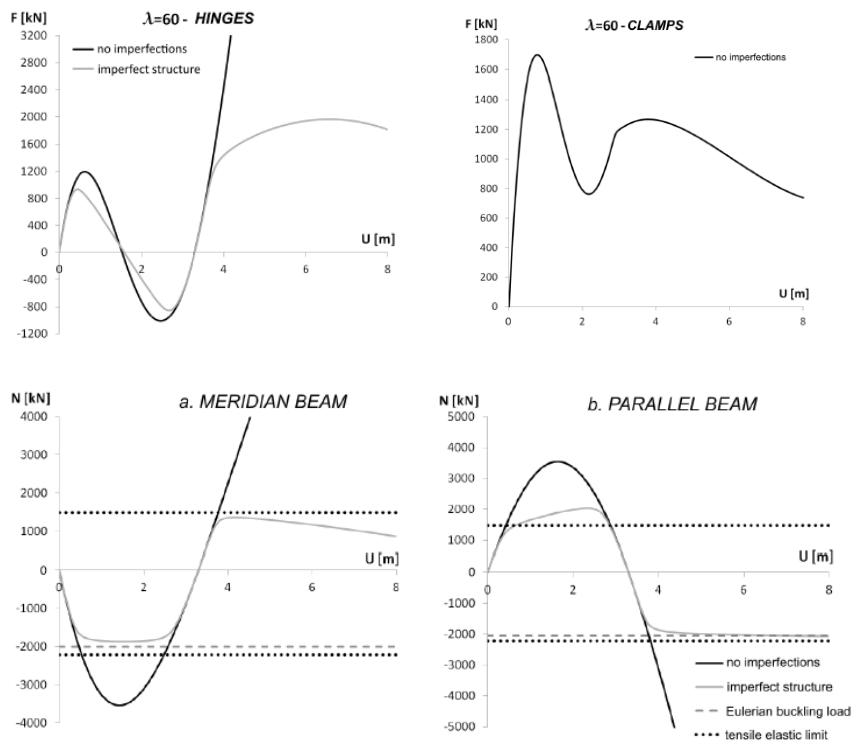 F [kN]
λ=60 - HINGES
3200
2800
2400
2000
1600
1200
800
400
0
-400
-800
-1200
no imperfections
imperfect structure
U [m]
0 2 4 6 8
F [kN]
λ=60 - CLAMPS
1800
1600
1400
1200
1000
800
600
400
200
0
no imperfections
U [m]
0 2 4 6 8
N [kN]
a. MERIDIAN BEAM
4000
3000
2000
1000
0
-1000
-2000
-3000
-4000
U [m]
0 2 4 6 8
N [kN]
b. PARALLEL BEAM
5000
4000
3000
2000
1000
0
-1000
-2000
-3000
-4000
-5000
U [m]
0 2 4 6 8
no imperfections
imperfect structure
Eulerian buckling load
tensile elastic limit